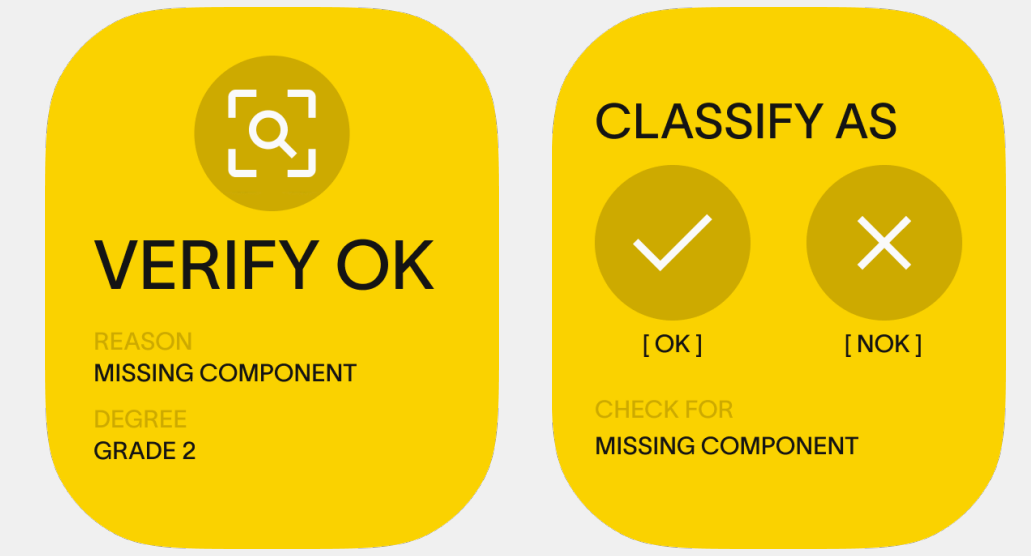 VERIFY OK
REASON
MISSING COMPONENT
DEGREE
GRADE 2
CLASSIFY AS
[ OK ]
[ NOK ]
CHECK FOR
MISSING COMPONENT